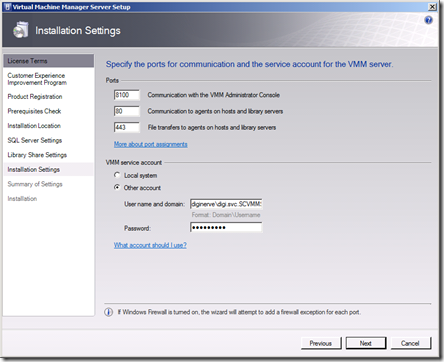 Virtual Machine Manager Server Setup
Installation Settings
License Terms
Customer Experience
Improvement Program
Product Registration
Prerequisites Check
Installation Location
SQL Server Settings
Library Share Settings
Installation Settings
Summary of Settings
Installation
Specify the ports for communication and the service account for the VMM server.
Ports
8100 Communication with the VMM Administrator Console
80 Communication to agents on hosts and library servers
443 File transfers to agents on hosts and library servers
More about port assignments
VMM service account
Local system
Other account
User name and domain: diginerve\digi.svc.SCVMM
Format: Domain\Username
Password: •••••••••
What account should I use?
If Windows Firewall is turned on, the wizard will attempt to add a firewall exception for each port.
Previous Next Cancel